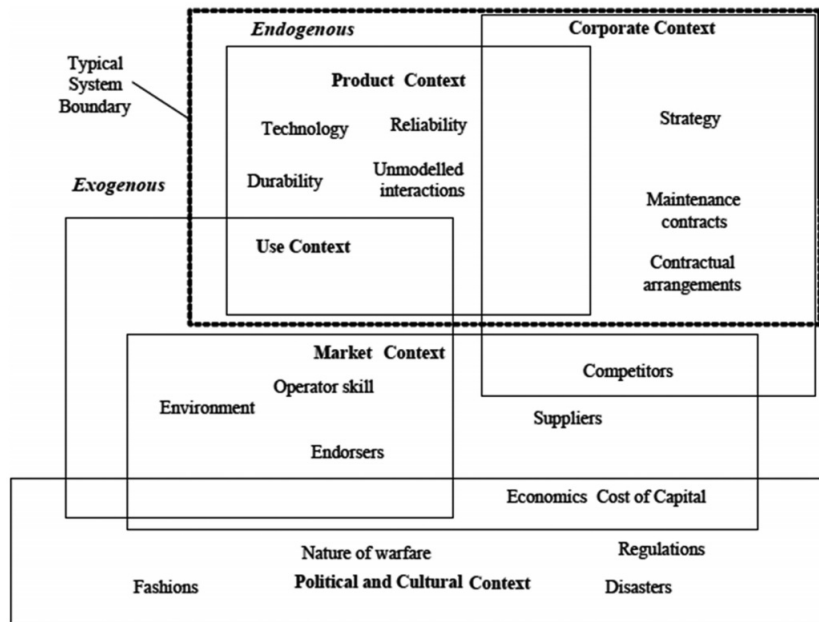 Endogenous
Corporate Context
Typical
System
Boundary
Product Context
Technology
Reliability
Strategy
Durability
Unmodelled
interactions
Exogenous
Maintenance
contracts
Use Context
Contractual
arrangements
Market Context
Competitors
Operator skill
Environment
Suppliers
Endorsers
Economics Cost of Capital
Nature of warfare
Regulations
Fashions
Political and Cultural Context
Disasters